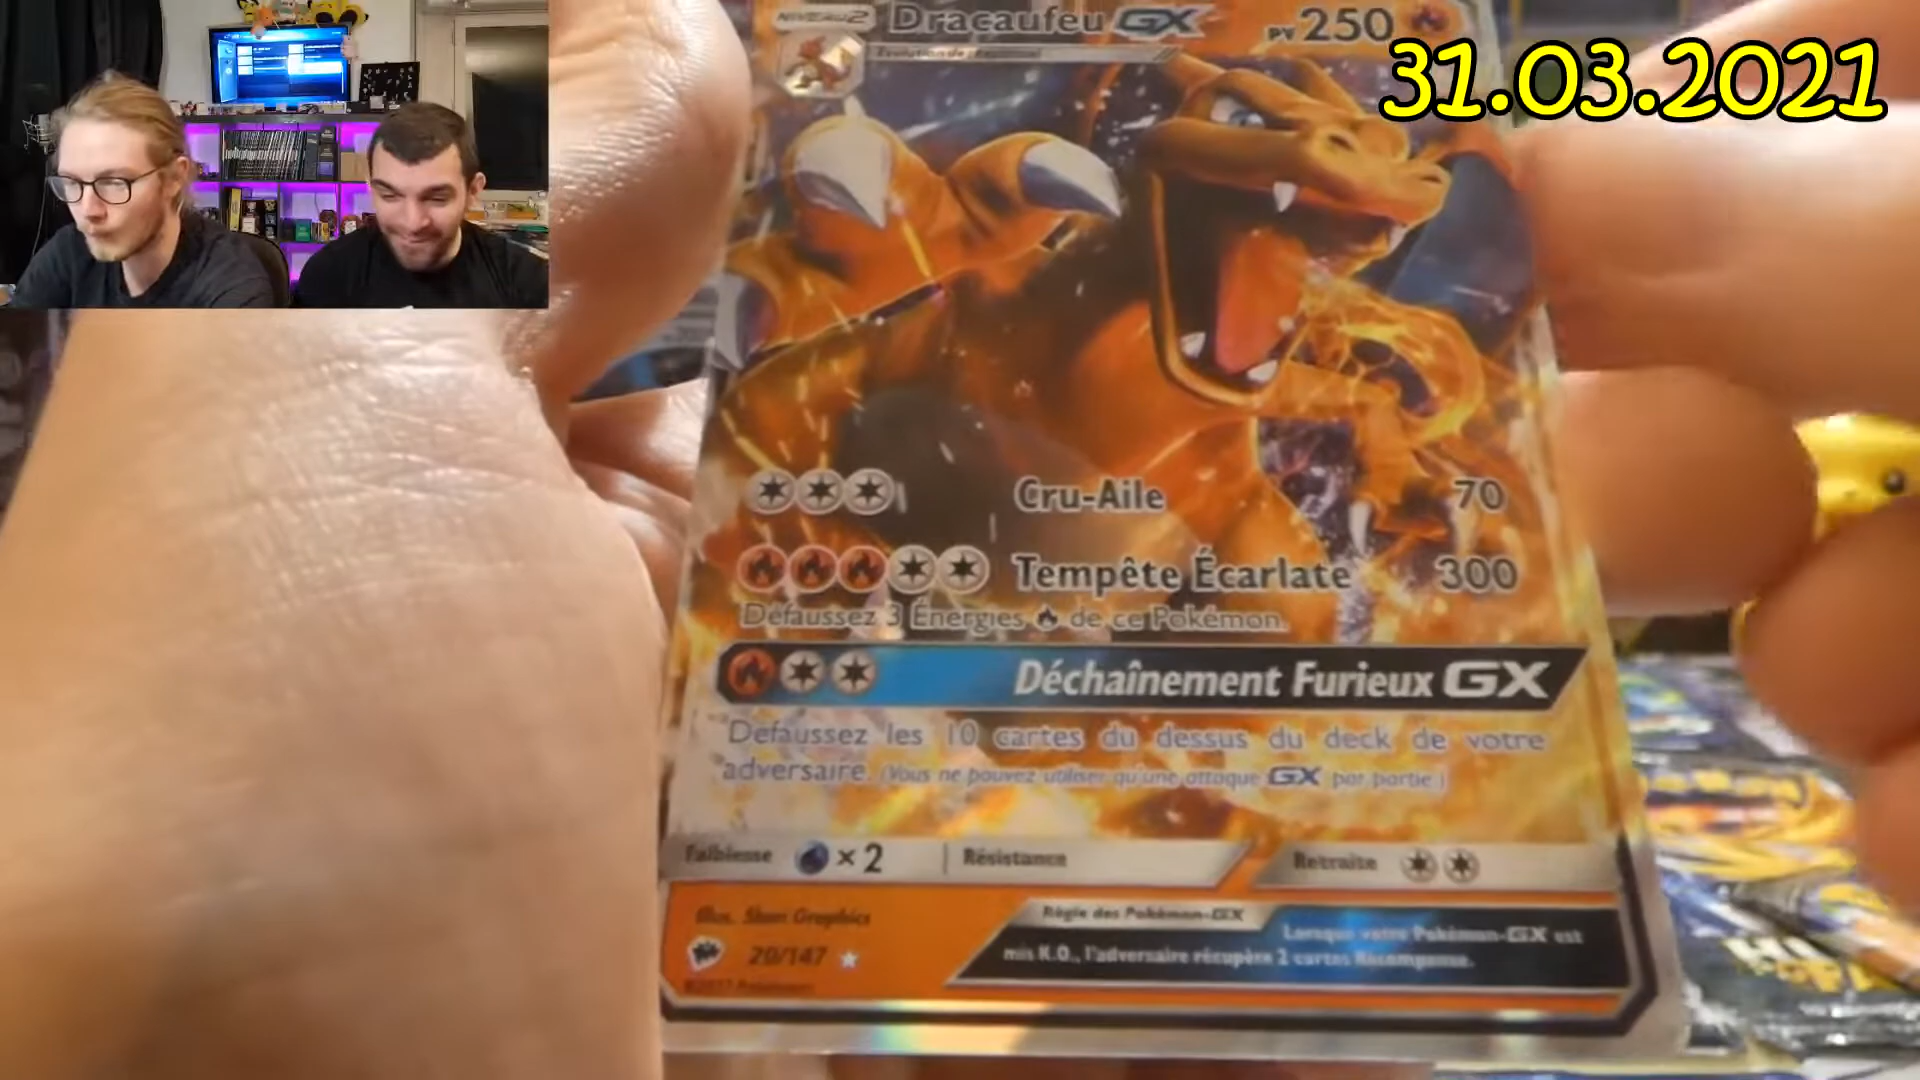 NIVEAU 2 Dracaufeu GX PV 250
31.03.2021
Évolution de
Cru-Aile 70
Tempête Écarlate 300
Défaussez 3 Énergies de ce Pokémon.
Déchaînement Furieux GX
Défaussez les 10 cartes du dessus du deck de votre
adversaire. (Vous ne pouvez utiliser qu'une attaque GX par partie.)
Faiblesse ×2 Résistance Retraite
Illus.
Règle des Pokémon-GX Lorsque votre Pokémon-GX est
mis K.O., l'adversaire récupère 2 cartes Récompense.
20/147
©2017 Pokémon